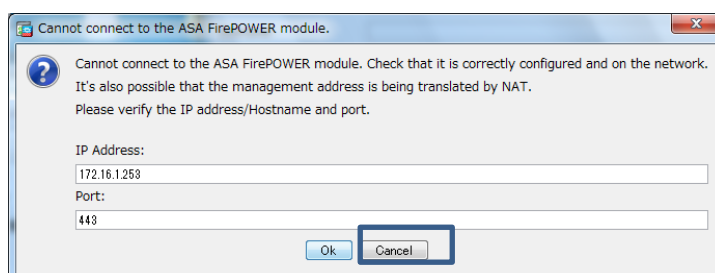 Cannot connect to the ASA FirePOWER module.
Cannot connect to the ASA FirePOWER module. Check that it is correctly configured and on the network.
It's also possible that the management address is being translated by NAT.
Please verify the IP address/Hostname and port.
IP Address:
172.16.1.253
Port:
443
Ok Cancel